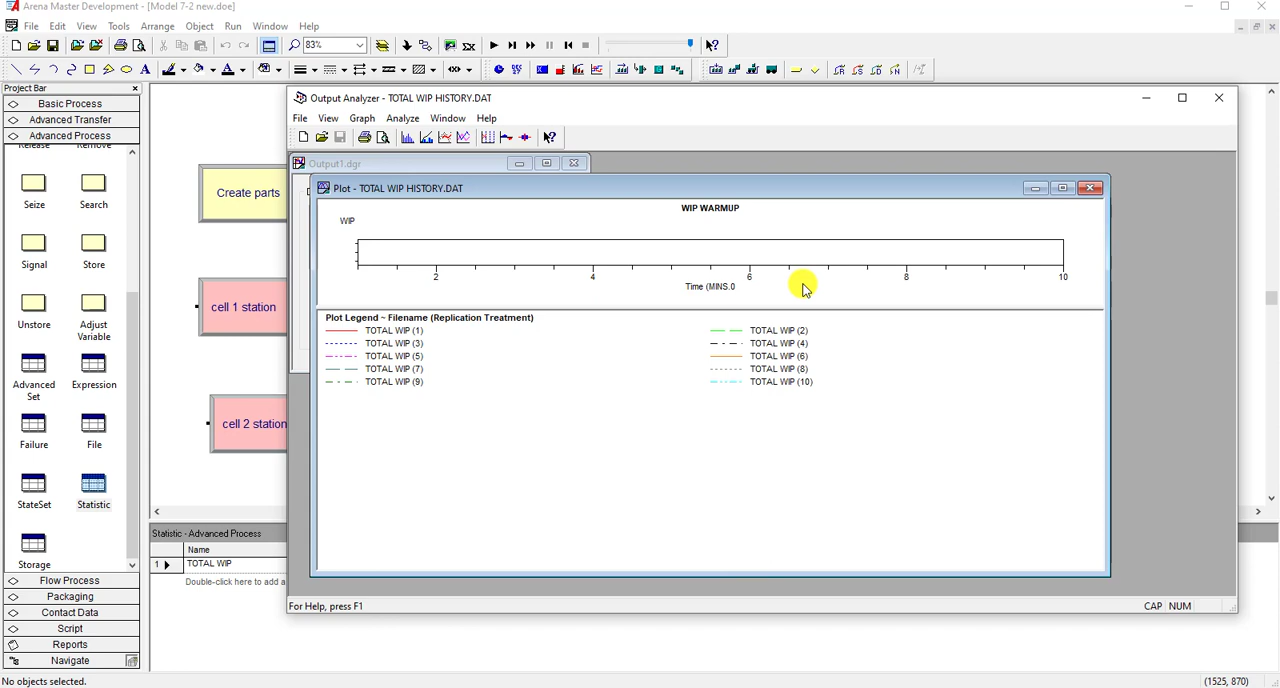 Arena Master Development - [Model 7-2 new.doe]
File Edit View Tools Arrange Object Run Window Help
83%
Project Bar
Basic Process
Advanced Transfer
Advanced Process
Release Remove
Seize Search
Signal Store
Unstore Adjust Variable
Advanced Set Expression
Failure File
StateSet Statistic
Storage
Flow Process
Packaging
Contact Data
Script
Reports
Navigate
Create parts
cell 1 station
cell 2 station
Statistic - Advanced Process
Name
1 TOTAL WIP
Double-click here to add a
Output Analyzer - TOTAL WIP HISTORY.DAT
File View Graph Analyze Window Help
Output1.dgr
Plot - TOTAL WIP HISTORY.DAT
WIP WARMUP
WIP
2 4 6 8 10
Time (MINS.0
Plot Legend ~ Filename (Replication Treatment)
TOTAL WIP (1) TOTAL WIP (2)
TOTAL WIP (3) TOTAL WIP (4)
TOTAL WIP (5) TOTAL WIP (6)
TOTAL WIP (7) TOTAL WIP (8)
TOTAL WIP (9) TOTAL WIP (10)
For Help, press F1 CAP NUM
No objects selected. (1525, 870)